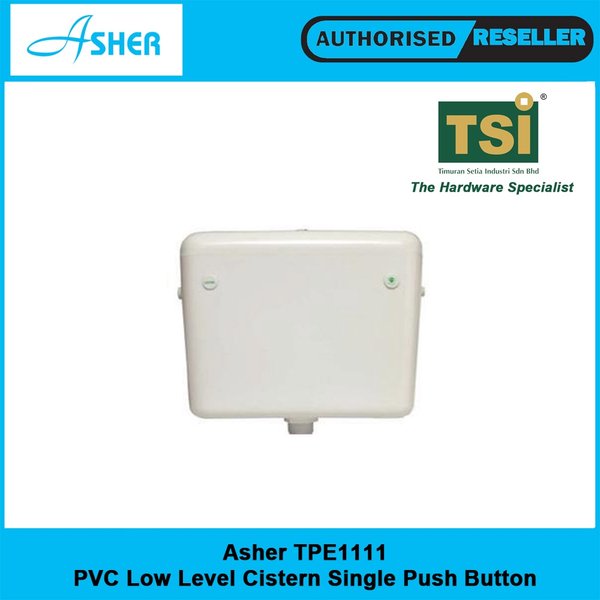 ASHER
AUTHORISED RESELLER
TSi ®
Timuran Setia Industri Sdn Bhd
The Hardware Specialist
Asher TPE1111
PVC Low Level Cistern Single Push Button